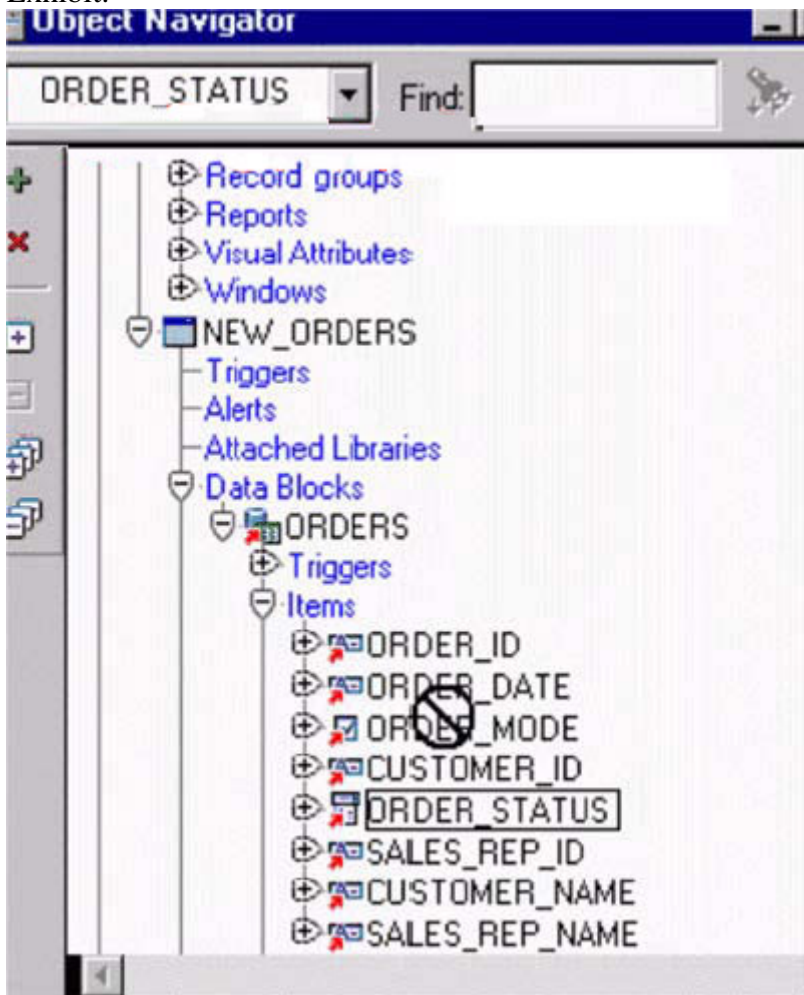 Exhibit:
Object Navigator
ORDER_STATUS Find:
Record groups
Reports
Visual Attributes
Windows
NEW_ORDERS
Triggers
Alerts
Attached Libraries
Data Blocks
ORDERS
Triggers
Items
ORDER_ID
ORDER_DATE
ORDER_MODE
CUSTOMER_ID
ORDER_STATUS
SALES_REP_ID
CUSTOMER_NAME
SALES_REP_NAME